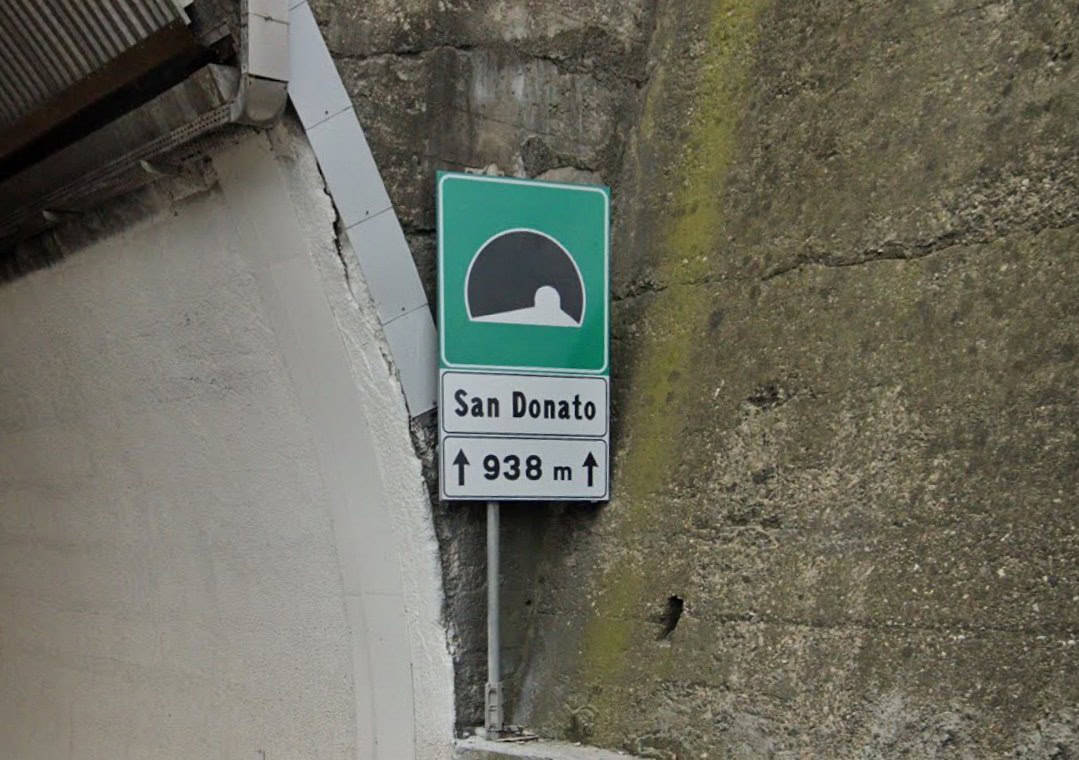 San Donato
↑ 938 m ↑